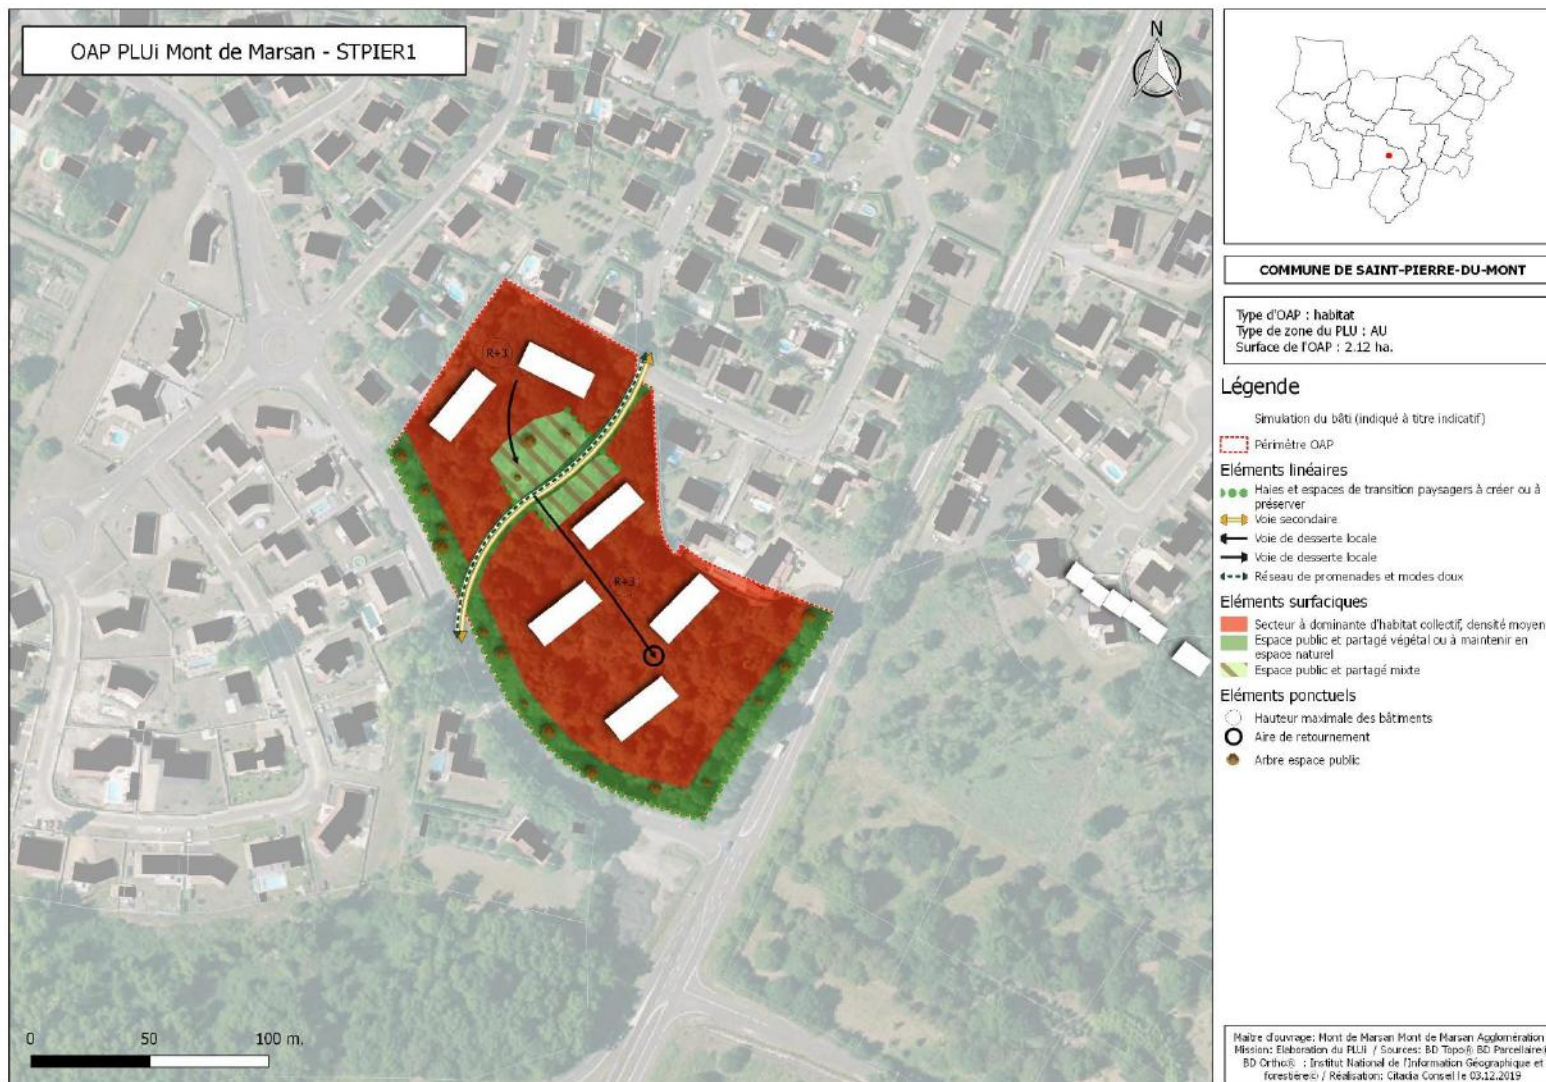 OAP PLUi Mont de Marsan - STPIER1
N
R+3
R+3
0 50 100 m.
COMMUNE DE SAINT-PIERRE-DU-MONT
Type d'OAP : habitat
Type de zone du PLU : AU
Surface de l'OAP : 2.12 ha.
Légende
Simulation du bâti (indiqué à titre indicatif)
Périmètre OAP
Eléments linéaires
Haies et espaces de transition paysagers à créer ou à
préserver
Voie secondaire
Voie de desserte locale
Voie de desserte locale
Réseau de promenades et modes doux
Eléments surfaciques
Secteur à dominante d'habitat collectif, densité moyen
Espace public et partagé végétal ou à maintenir en
espace naturel
Espace public et partagé mixte
Eléments ponctuels
Hauteur maximale des bâtiments
Aire de retournement
Arbre espace public
Maître d'ouvrage: Mont de Marsan Mont de Marsan Agglomération
Mission: Elaboration du PLUi / Sources: BD Topo® BD Parcellaire®
BD Ortho® : Institut National de l'Information Géographique et
forestière© / Réalisation: Citadia Conseil le 03.12.2019